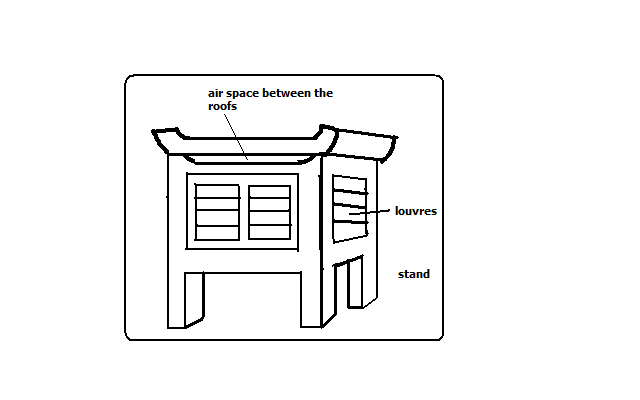 air space between the
roofs
louvres
stand